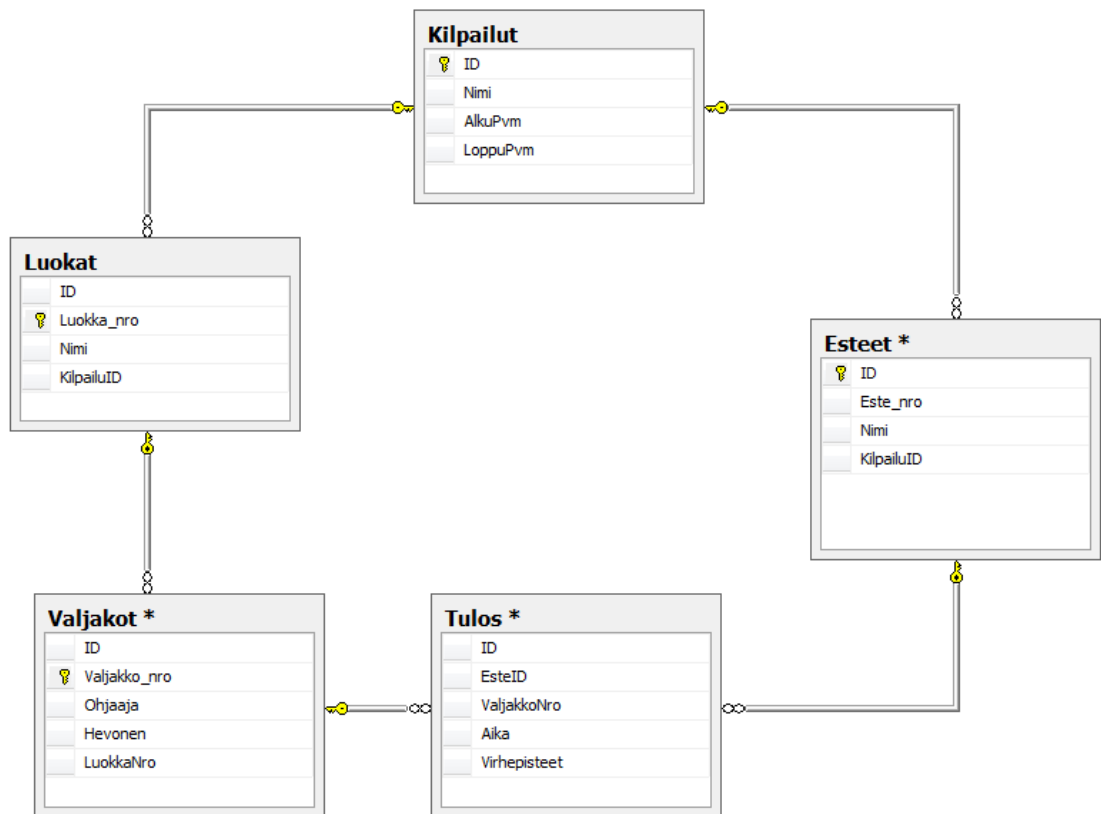 Kilpailut
ID
Nimi
AlkuPvm
LoppuPvm
Luokat
ID
Luokka_nro
Nimi
KilpailuID
Esteet *
ID
Este_nro
Nimi
KilpailuID
Valjakot *
ID
Valjakko_nro
Ohjaaja
Hevonen
LuokkaNro
Tulos *
ID
EsteID
ValjakkoNro
Aika
Virhepisteet